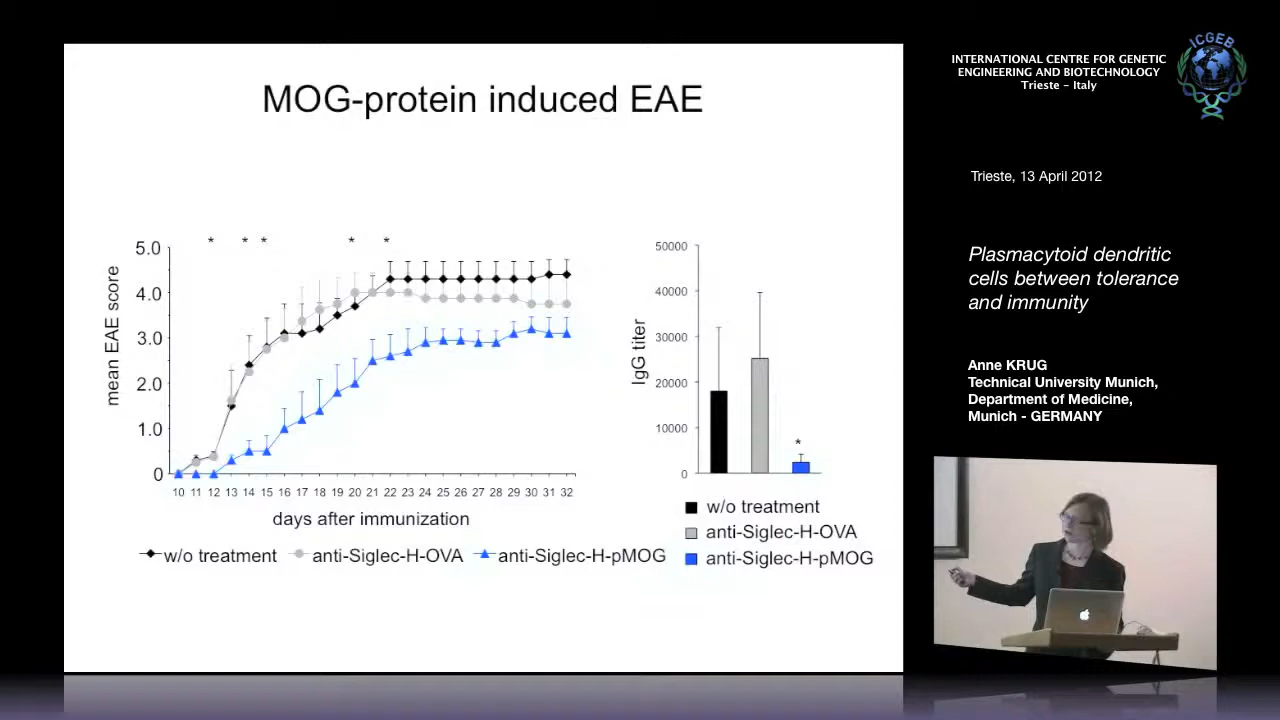 MOG-protein induced EAE
* * * * *
5.0
4.0
3.0
2.0
1.0
0
mean EAE score
10 11 12 13 14 15 16 17 18 19 20 21 22 23 24 25 26 27 28 29 30 31 32
days after immunization
w/o treatment anti-Siglec-H-OVA anti-Siglec-H-pMOG
50000
40000
30000
20000
10000
0
IgG titer
*
w/o treatment
anti-Siglec-H-OVA
anti-Siglec-H-pMOG
INTERNATIONAL CENTRE FOR GENETIC
ENGINEERING AND BIOTECHNOLOGY
Trieste - Italy
ICGEB
Trieste, 13 April 2012
Plasmacytoid dendritic
cells between tolerance
and immunity
Anne KRUG
Technical University Munich,
Department of Medicine,
Munich - GERMANY